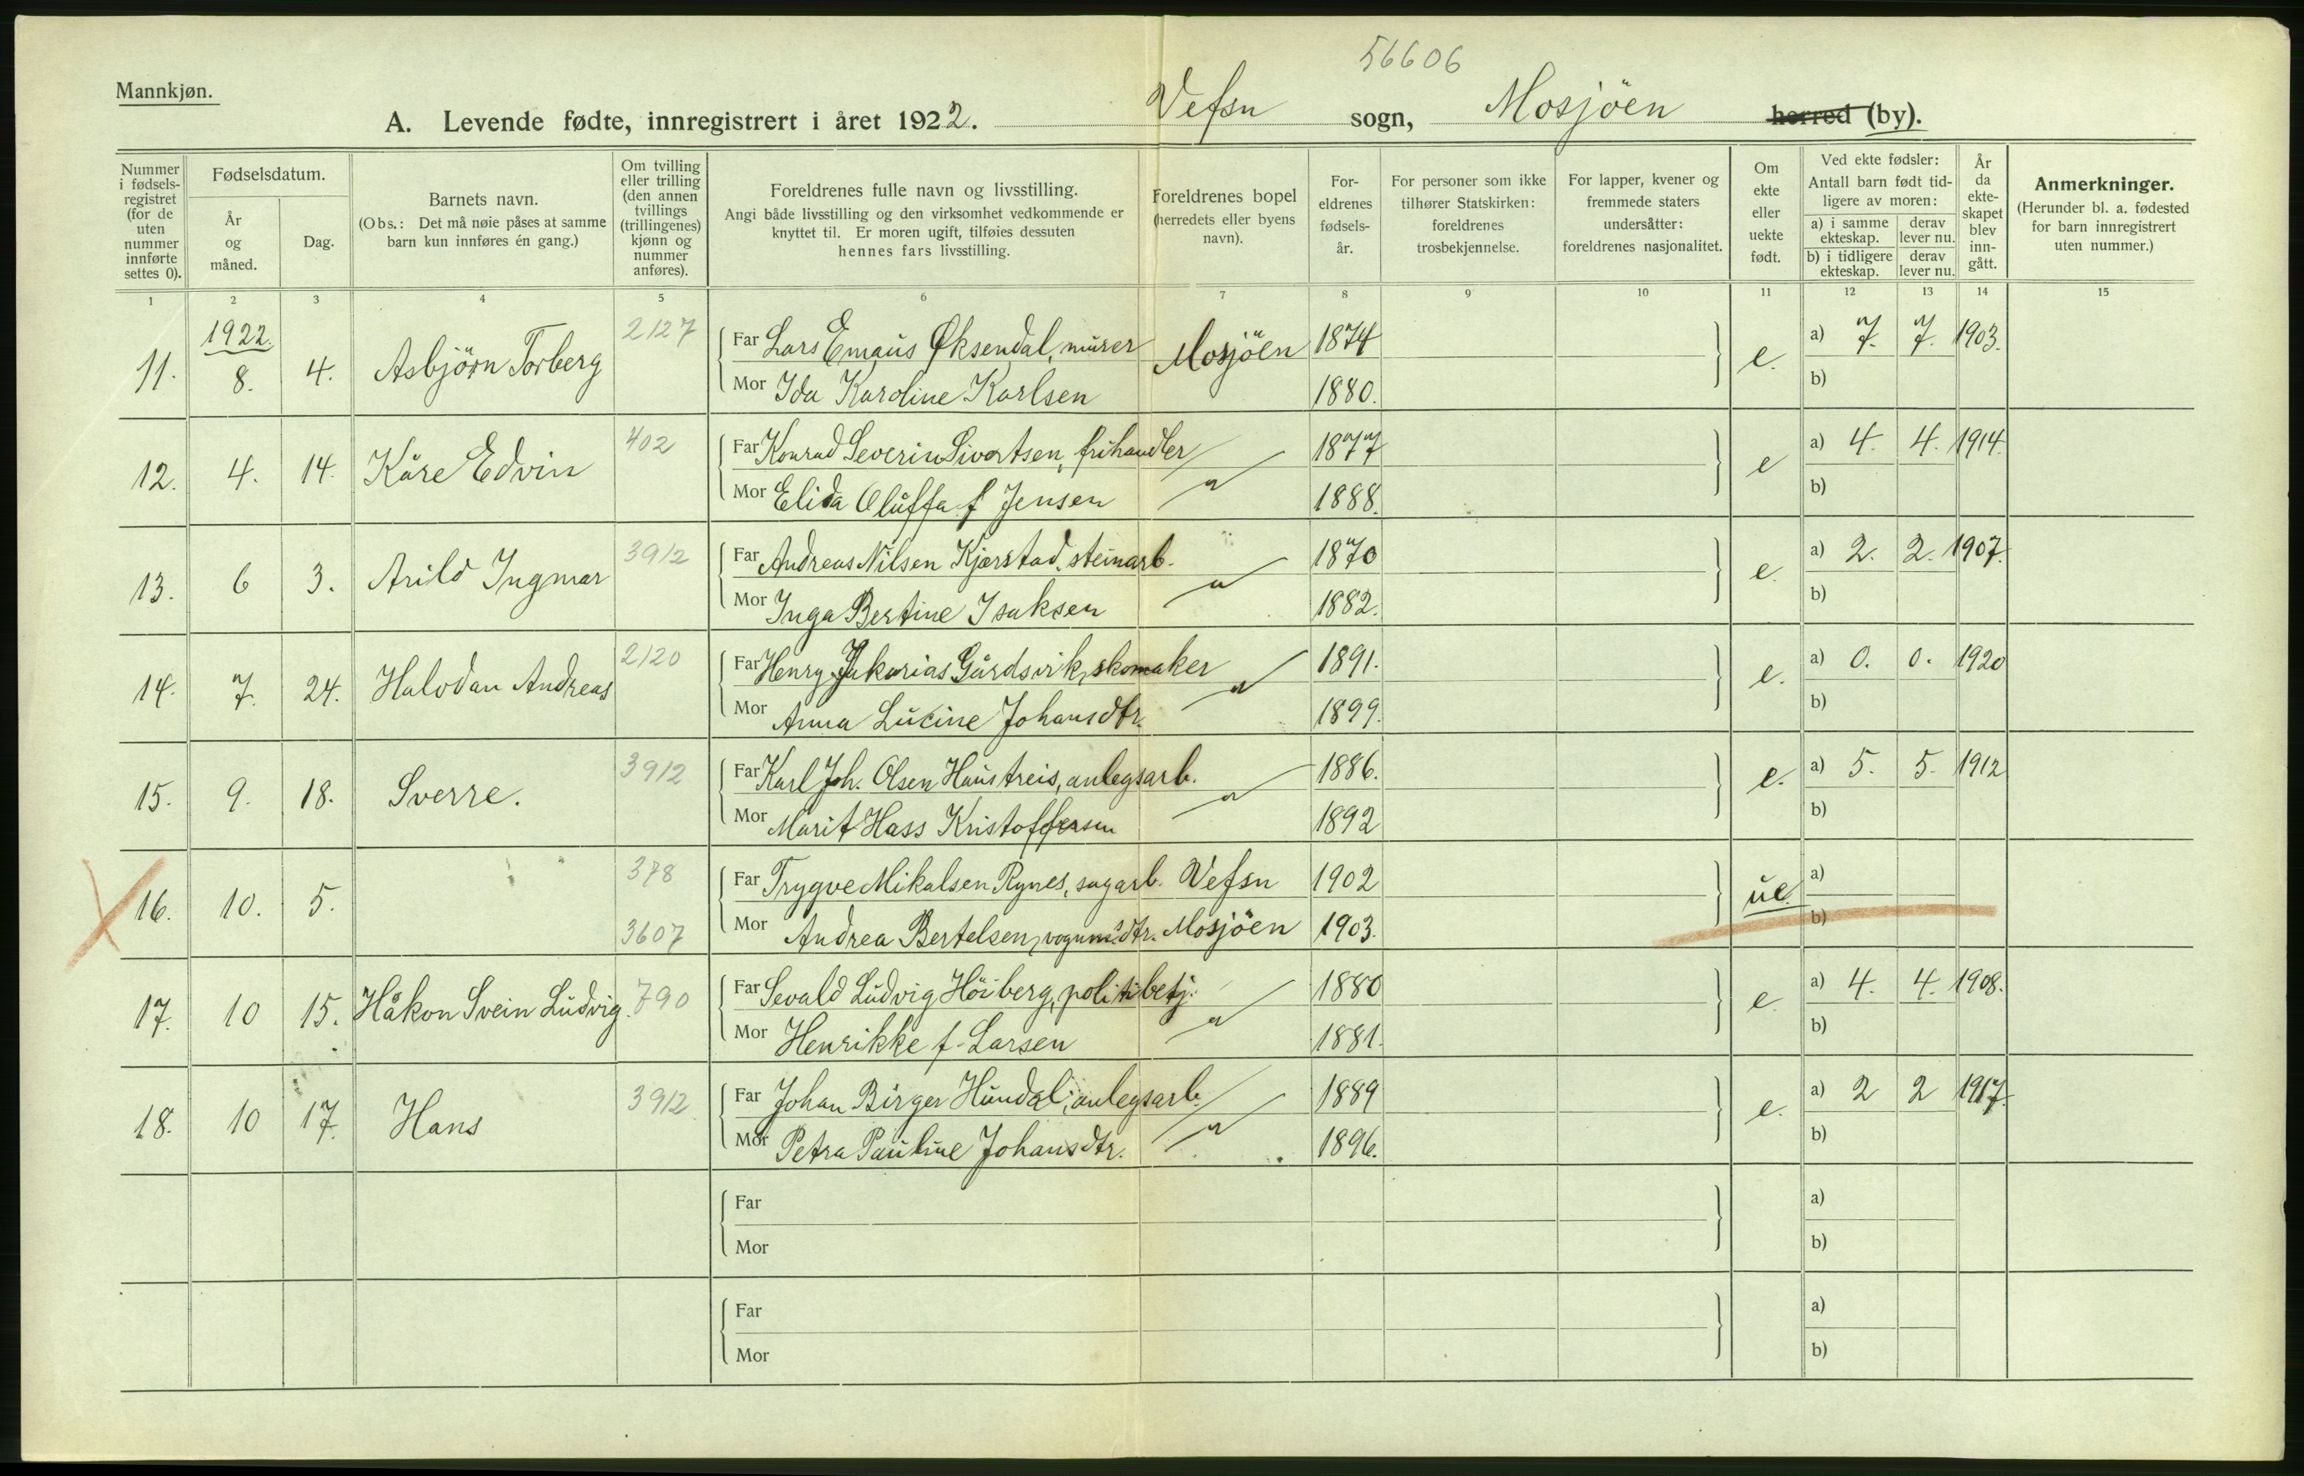 56606
Mannkjøn.
A. Levende fødte, innregistrert i året 1922. Vefsn sogn, Mosjöen herred (by).
Nummer i fødselsregistret (for de uten nummer innførte settes 0).
Fødselsdatum.
År og måned.
Dag.
Barnets navn.
(Obs.: Det må nøie påses at samme barn kun innføres én gang.)
Om tvilling eller trilling (den annen tvillings (trillingenes) kjønn og nummer anføres).
Foreldrenes fulle navn og livsstilling.
Angi både livsstilling og den virksomhet vedkommende er knyttet til. Er moren ugift, tilføies dessuten hennes fars livsstilling.
Foreldrenes bopel (herredets eller byens navn).
Foreldrenes fødselsår.
For personer som ikke tilhører Statskirken: foreldrenes trosbekjennelse.
For lapper, kvener og fremmede staters undersåtter: foreldrenes nasjonalitet.
Om ekte eller uekte født.
Ved ekte fødsler: Antall barn født tidligere av moren:
a) i samme ekteskap. derav lever nu.
b) i tidligere ekteskap. derav lever nu.
År da ekteskapet blev inngått.
Anmerkninger.
(Herunder bl. a. fødested for barn innregistrert uten nummer.)
1 2 3 4 5 6 7 8 9 10 11 12 13 14 15
11. 1922. 8. 4. Asbjörn Torberg 2127 Far Lars Emaus Øksendal, murer Mosjöen 1874 e. a) 7. 7. 1903.
Mor Ida Karoline Karlsen 1880. b)
12. 4. 14. Kåre Edvin 402 Far Konrad Severin Sivertsen, frihandler 1877 e a) 4. 4. 1914.
Mor Elida Oluffa f Jensen 〃 1888. b)
13. 6 3. Arild Ingmar 3912 Far Andreas Nilsen Kjærstad, steinarb. 1870 e. a) 2. 2. 1907.
Mor Inga Bertine Isaksen 〃 1882. b)
14. 7. 24. Halvdan Andreas 2120 Far Henry Jakarias Gårdsvik, skomaker 1891. e. a) 0. 0. 1920
Mor Anna Lucine Johansdtr. 〃 1899. b)
15. 9. 18. Sverre. 3912 Far Karl Joh. Olsen Haustreis, anlegsarb. 1886. e. a) 5. 5. 1912
Mor Marit Hass Kristoffersen 〃 1892 b)
16. 10. 5. 378 Far Trygve Mikalsen Rynes, sagarb. Vefsn 1902 ue. a)
3607 Mor Andrea Bertelsen, dtr. Mosjöen 1903. b)
17. 10 15. Håkon Svein Ludvig. 790 Far Sevald Ludvig Höiberg, politibetj. 1880 e. a) 4. 4. 1908.
Mor Henrikke f. Larsen 〃 1881. b)
18. 10 17. Hans 3912 Far Johan Birger Hundal, anlegsarb. 1889 e. a) 2 2 1917.
Mor Petra Pauline Johansdtr. 〃 1896. b)
Far a)
Mor b)
Far a)
Mor b)